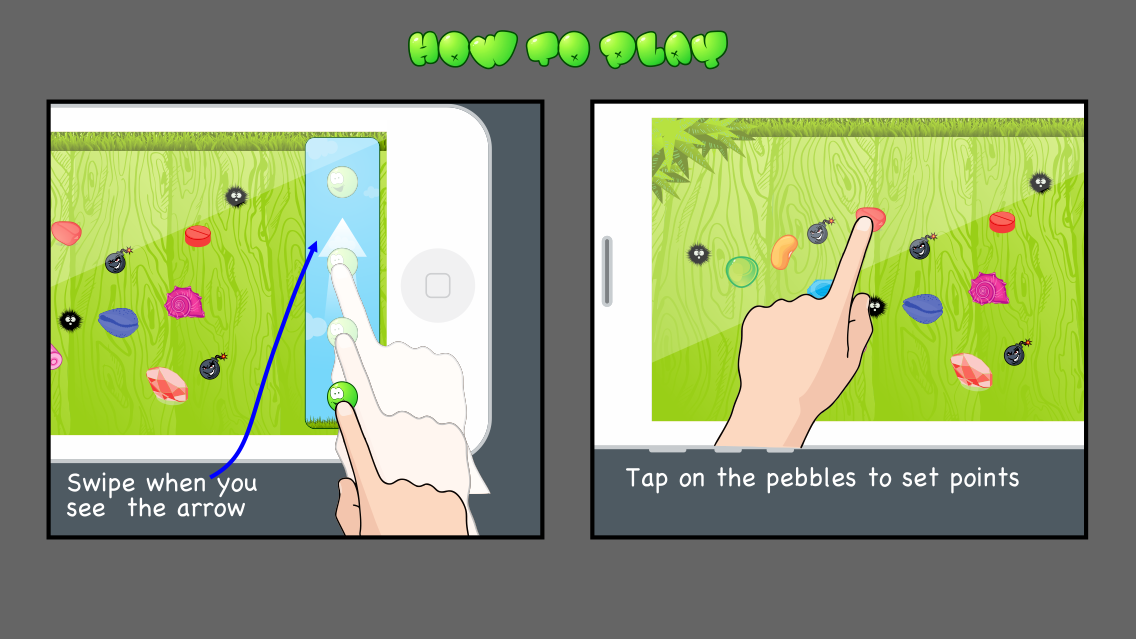 HOW TO PLAY
Swipe when you
see the arrow
Tap on the pebbles to set points